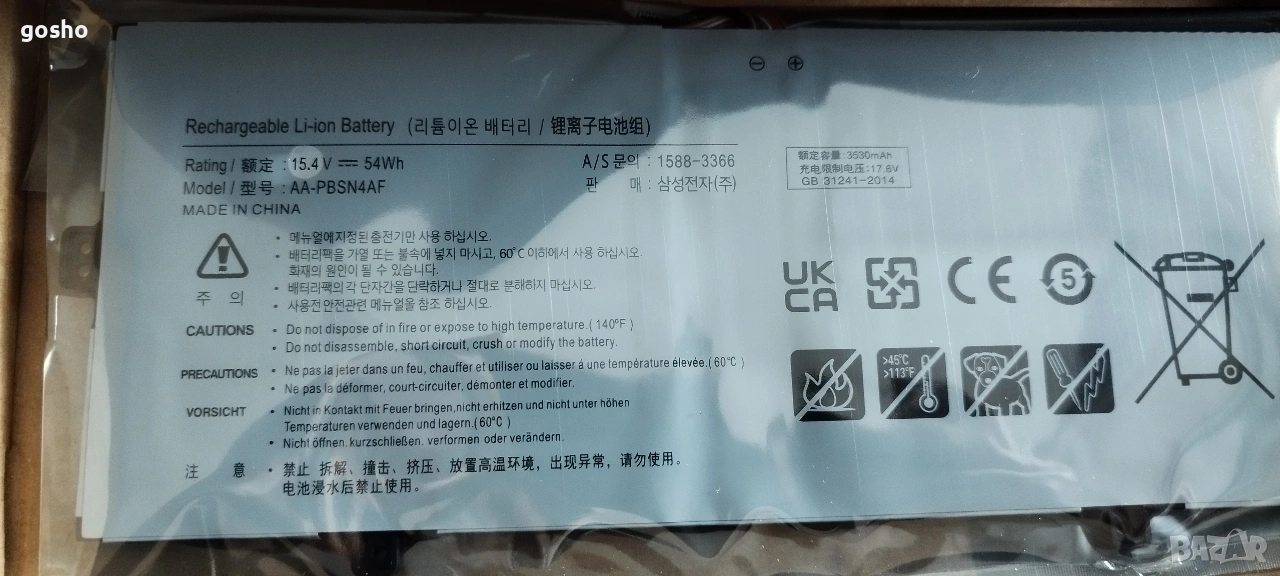 gosho
Rechargeable Li-ion Battery (리튬이온 배터리 / 锂离子电池组)
Rating / 额定 : 15.4 V ⎓ 54Wh
A/S 문의 : 1588-3366
Model / 型号 : AA-PBSN4AF
판 매 : 삼성전자(주)
MADE IN CHINA
额定容量:3530mAh
充电限制电压:17.6V
GB 31241-2014
주 의
• 메뉴얼에지정된충전기만 사용 하십시오.
• 배터리팩을 가열 또는 불속에 넣지 마시고, 60°C 이하에서 사용 하십시오.
화재의 원인이 될 수 있습니다.
• 배터리팩의 각 단자간을 단락하거나 절대로 분해하지 마십시오.
• 사용전 안전관련 메뉴얼을 참조 하십시오.
CAUTIONS
• Do not dispose of in fire or expose to high temperature.( 140°F )
• Do not disassemble, short circuit, crush or modify the battery.
PRECAUTIONS
• Ne pas la jeter dans un feu, chauffer et utiliser ou laisser á une température élevée.( 60°C )
• Ne pas la déformer, court-circuiter, démonter et modifier.
VORSICHT
• Nicht in Kontakt mit Feuer bringen,nicht erhitzen und nicht unter höhen
Temperaturen verwenden und lagern.( 60°C )
• Nicht öffnen. kurzschließen. verformen oder verändern.
注 意
• 禁止 拆解、撞击、挤压、放置高温环境，出现异常，请勿使用。
电池浸水后禁止使用。
UK
CA
CE
5
>45°C
>113°F
BAZAR